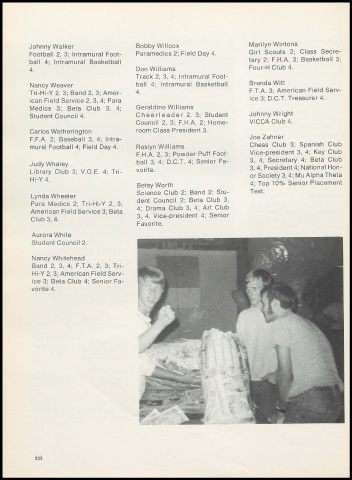 Johnny Walker
Football 2, 3; Intramural Foot-
ball 4; Intramural Basketball
4.
Nancy Weaver
Tri-Hi-Y 2, 3; Band 2, 3; Amer-
ican Field Service 2, 3, 4; Para
Medics 3; Beta Club 3, 4;
Student Council 4.
Carlos Wetherington
F.F.A. 2; Baseball 3, 4; Intra-
mural Football 4; Field Day 4.
Judy Whaley
Library Club 3; V.O.E. 4; Tri-
Hi-Y 4.
Lynda Wheeler
Para Medics 2; Tri-Hi-Y 2, 3;
American Field Service 3; Beta
Club 3, 4.
Aurora White
Student Council 2.
Nancy Whitehead
Band 2, 3, 4; F.T.A. 2, 3; Tri-
Hi-Y 2, 3; American Field Serv-
ice 3; Beta Club 4; Senior Fa-
vorite 4.
Bobby Willcox
Paramedics 2; Field Day 4.
Don Williams
Track 2, 3, 4; Intramural Foot-
ball 4; Intramural Basketball
4.
Geraldine Williams
Cheerleader 2, 3; Student
Council 2, 3; F.H.A. 2; Home-
room Class President 3.
Roslyn Williams
F.H.A. 2, 3; Powder Puff Foot-
ball 3, 4; D.C.T. 4; Senior Fa-
vorite.
Betsy Worth
Science Club 2; Band 2; Stu-
dent Council 2; Beta Club 3,
4; Drama Club 3, 4; Art Club
3, 4, Vice-president 4; Senior
Favorite.
Marilyn Wintons
Girl Scouts 2; Class Secre-
tary 2; F.H.A. 3; Basketball 3;
Four-H Club 4.
Brenda Witt
F.T.A. 3; American Field Serv-
ice 3; D.C.T. Treasurer 4.
Johnny Wright
VICCA Club 4.
Joe Zahner
Chess Club 3; Spanish Club
Vice-president 3, 4; Key Club
3, 4, Secretary 4; Beta Club
3, 4, President 4; National Hon-
or Society 3, 4; Mu Alpha Theta
4; Top 10% Senior Placement
Test.
232